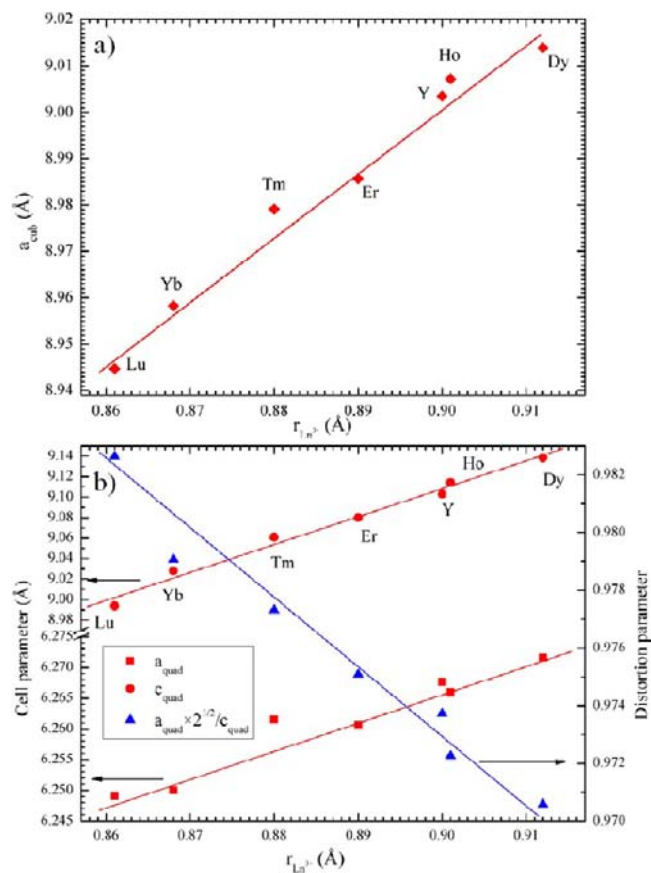 a)
9.02
9.01
9.00
8.99
8.98
8.97
8.96
8.95
8.94
a_cub (Å)
Lu
Yb
Tm
Er
Y
Ho
Dy
0.86 0.87 0.88 0.89 0.90 0.91
r_Ln³⁺ (Å)
b)
9.14
9.12
9.10
9.08
9.06
9.04
9.02
9.00
8.98
6.275
6.270
6.265
6.260
6.255
6.250
6.245
Cell parameter (Å)
Lu
Yb
Tm
Er
Y
Ho
Dy
a_quad
c_quad
a_quad×2^1/2/c_quad
0.982
0.980
0.978
0.976
0.974
0.972
0.970
Distortion parameter
0.86 0.87 0.88 0.89 0.90 0.91
r_Ln³⁺ (Å)